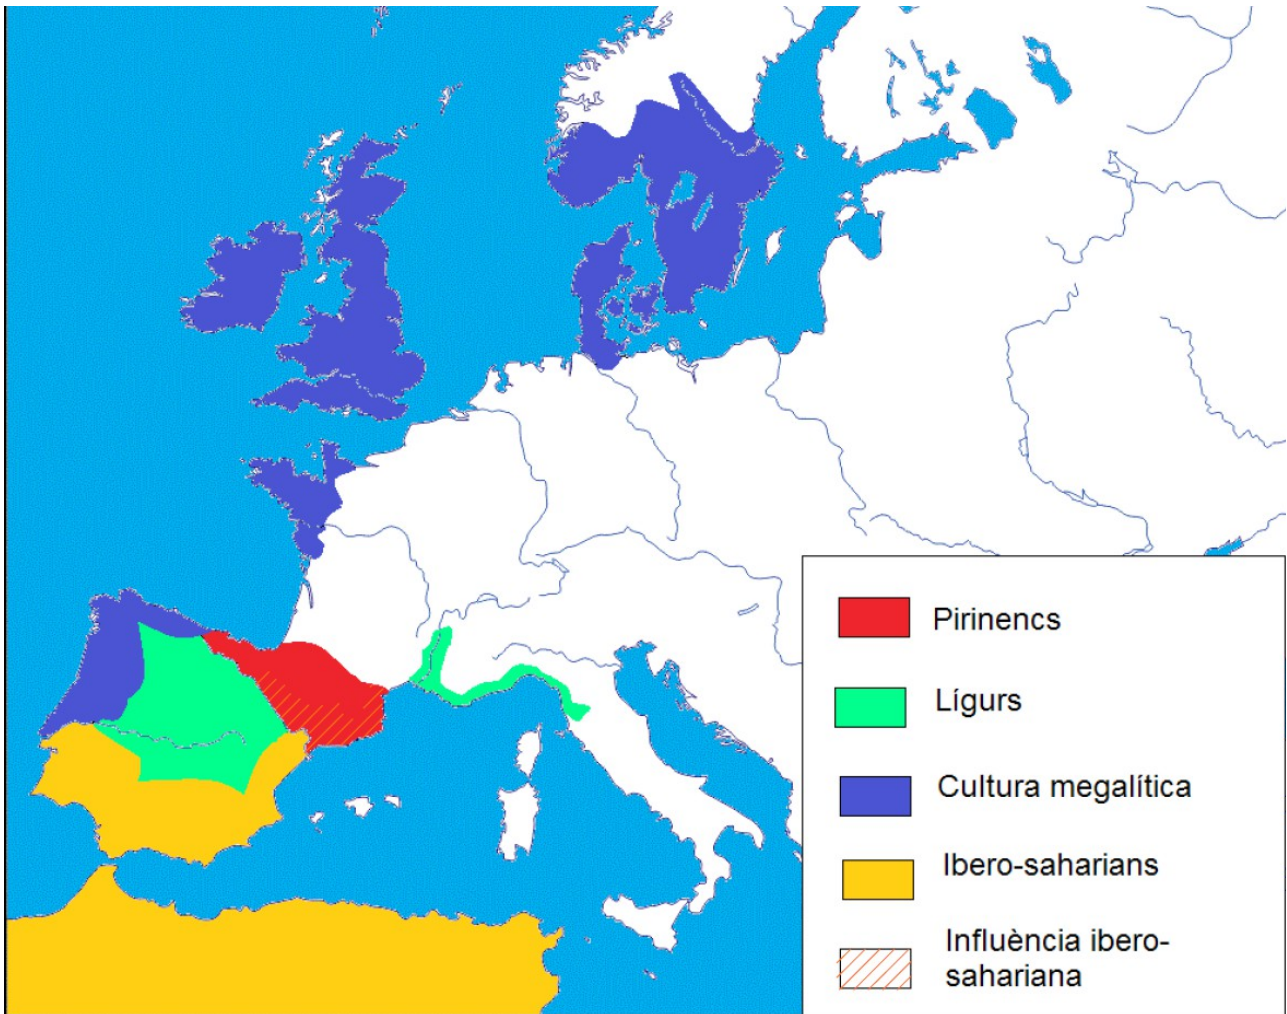 Pirinencs
Lígurs
Cultura megalítica
Ibero-saharians
Influència ibero-
sahariana